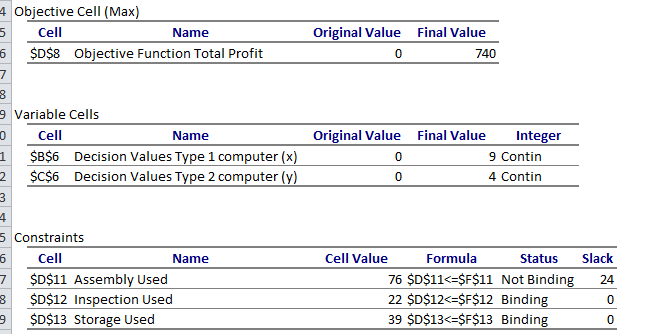 4 Objective Cell (Max)
5 Cell Name Original Value Final Value
6 $D$8 Objective Function Total Profit 0 740
7
8
9 Variable Cells
0 Cell Name Original Value Final Value Integer
1 $B$6 Decision Values Type 1 computer (x) 0 9 Contin
2 $C$6 Decision Values Type 2 computer (y) 0 4 Contin
3
4
5 Constraints
6 Cell Name Cell Value Formula Status Slack
7 $D$11 Assembly Used 76 $D$11<=$F$11 Not Binding 24
8 $D$12 Inspection Used 22 $D$12<=$F$12 Binding 0
9 $D$13 Storage Used 39 $D$13<=$F$13 Binding 0